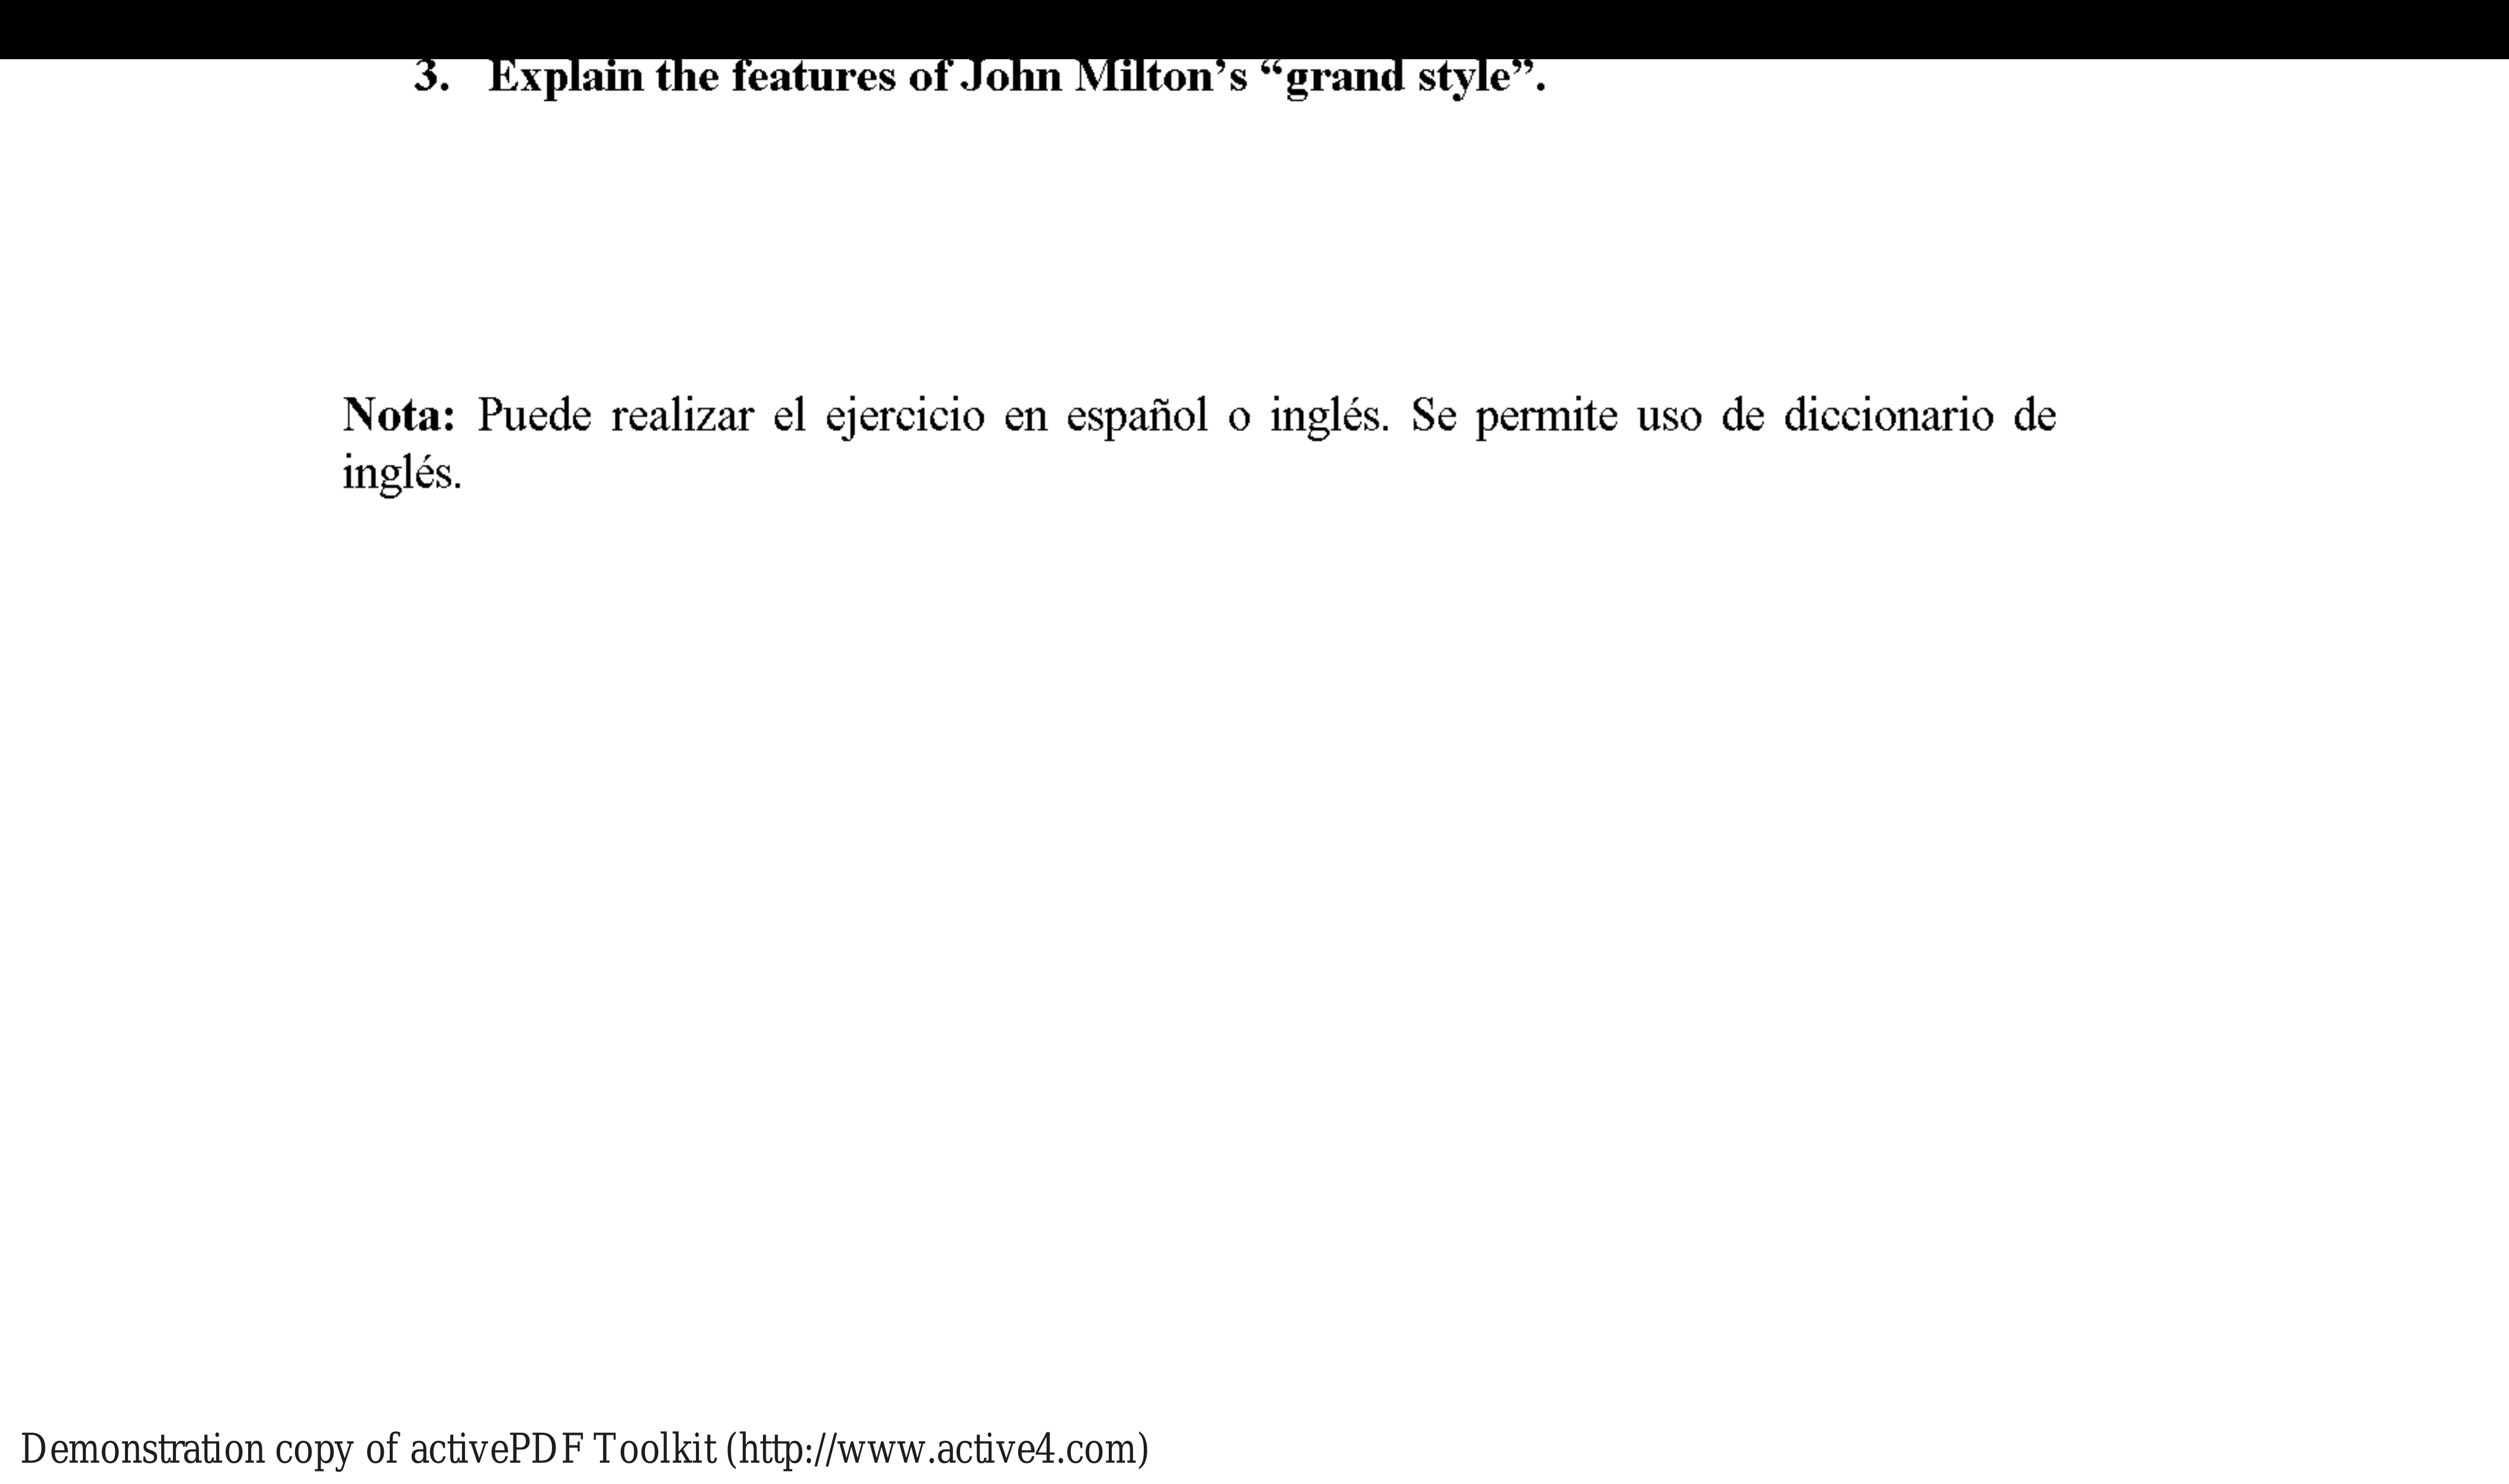 3. Explain the features of John Milton’s “grand style”.
Nota: Puede realizar el ejercicio en español o inglés. Se permite uso de diccionario de
inglés.
Demonstration copy of activePDF Toolkit (http://www.active4.com)